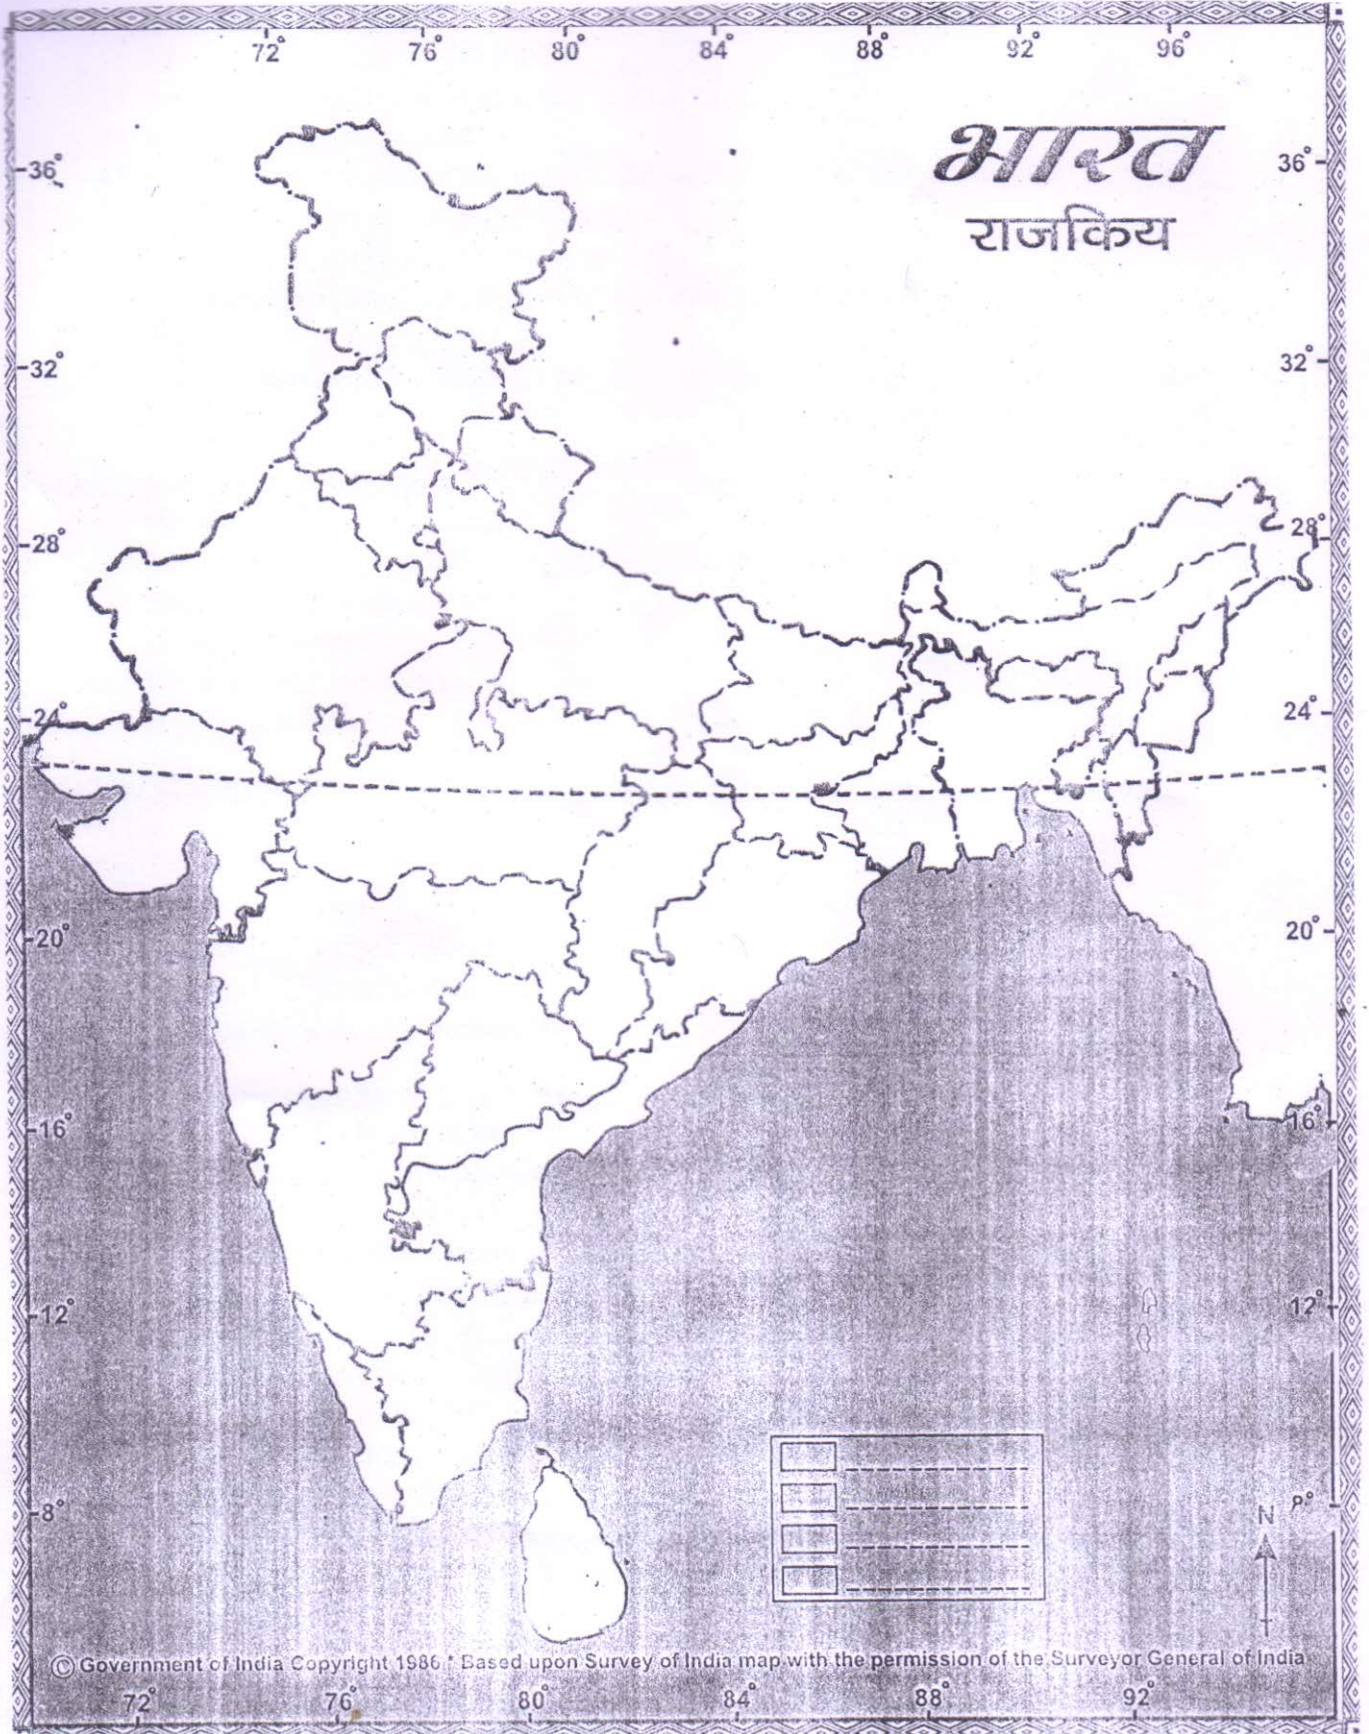 72° 76° 80° 84° 88° 92° 96°
भारत
राजकिय
36° 36°
32° 32°
28° 28°
24° 24°
20° 20°
16° 16°
12° 12°
8° 8°
N
© Government of India Copyright 1986 * Based upon Survey of India map with the permission of the Surveyor General of India
72° 76° 80° 84° 88° 92°